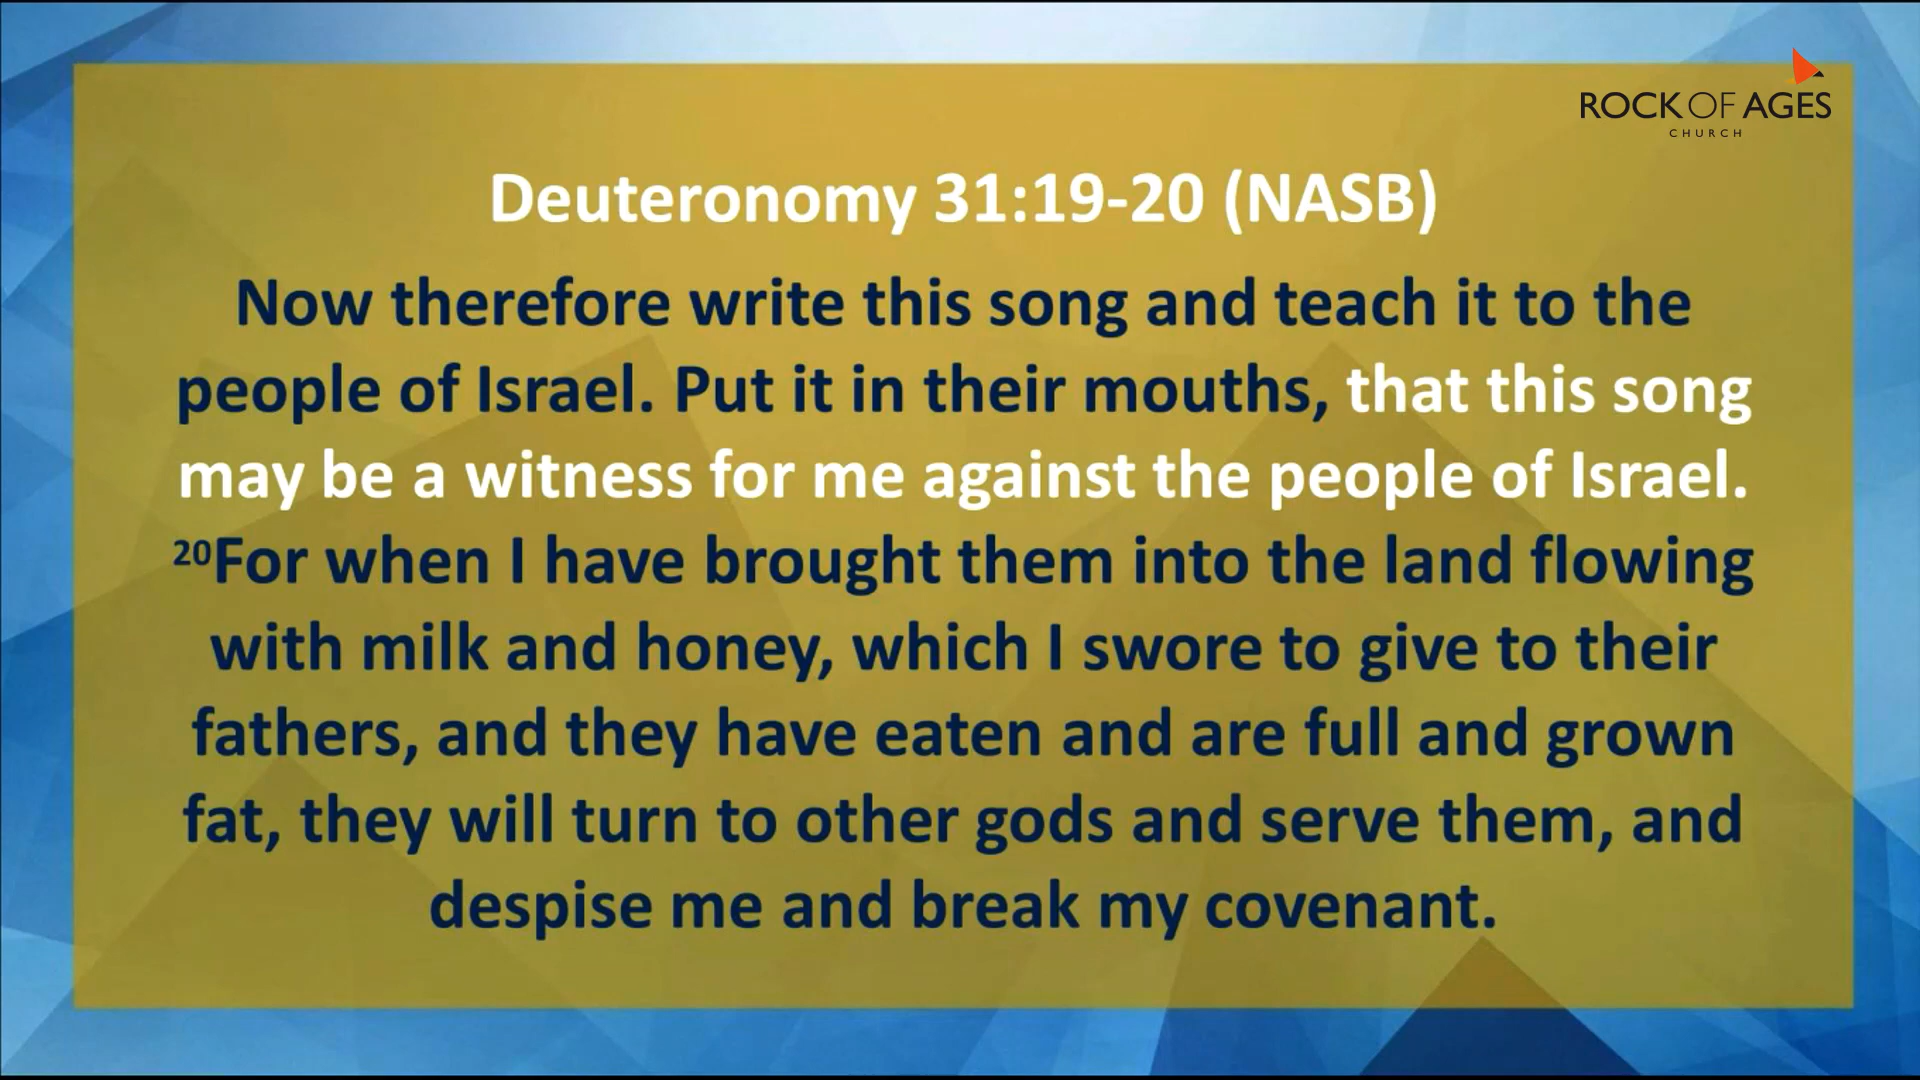 ROCK OF AGES
CHURCH
Deuteronomy 31:19-20 (NASB)
Now therefore write this song and teach it to the
people of Israel. Put it in their mouths, that this song
may be a witness for me against the people of Israel.
20For when I have brought them into the land flowing
with milk and honey, which I swore to give to their
fathers, and they have eaten and are full and grown
fat, they will turn to other gods and serve them, and
despise me and break my covenant.